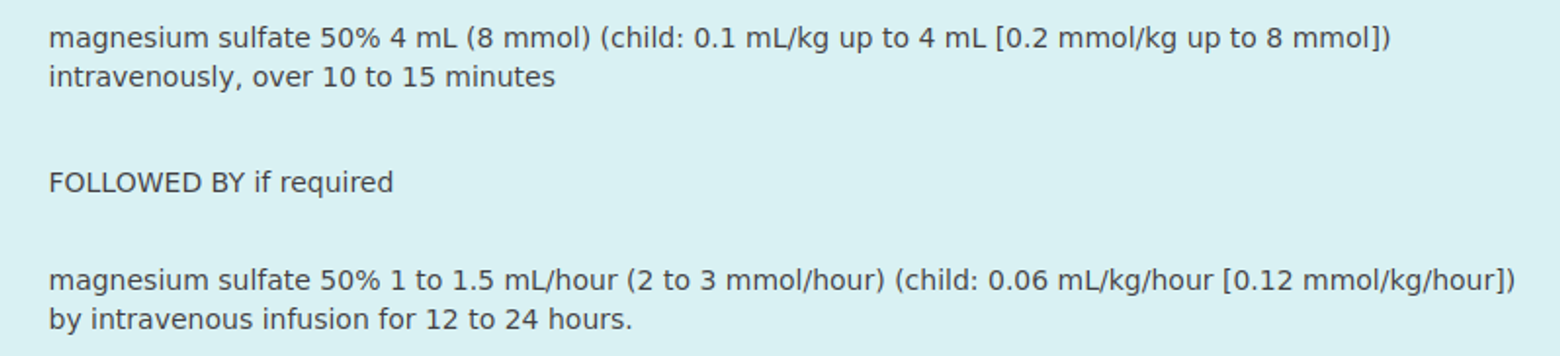 magnesium sulfate 50% 4 mL (8 mmol) (child: 0.1 mL/kg up to 4 mL [0.2 mmol/kg up to 8 mmol])
intravenously, over 10 to 15 minutes
FOLLOWED BY if required
magnesium sulfate 50% 1 to 1.5 mL/hour (2 to 3 mmol/hour) (child: 0.06 mL/kg/hour [0.12 mmol/kg/hour])
by intravenous infusion for 12 to 24 hours.